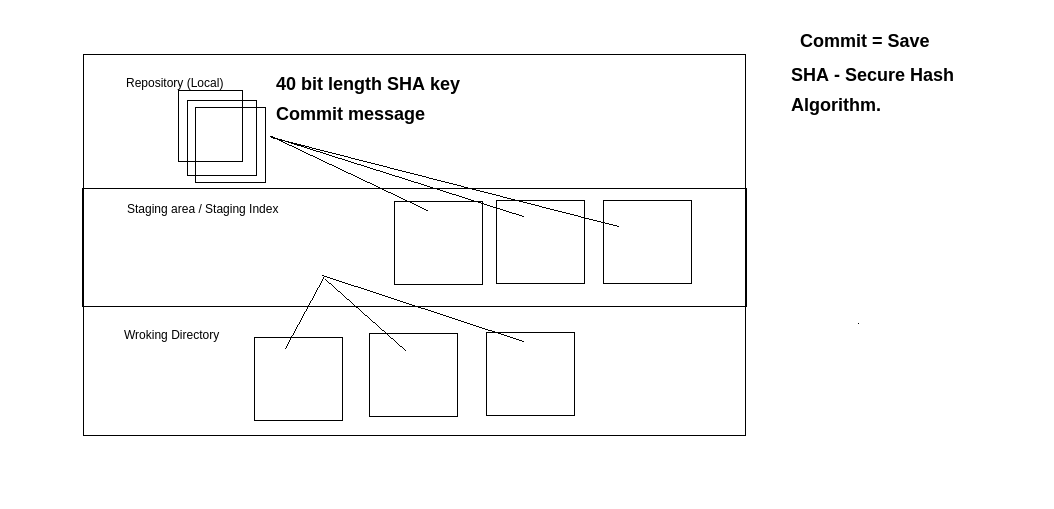 Commit = Save
SHA - Secure Hash
Algorithm.
Repository (Local)
40 bit length SHA key
Commit message
Staging area / Staging Index
Wroking Directory